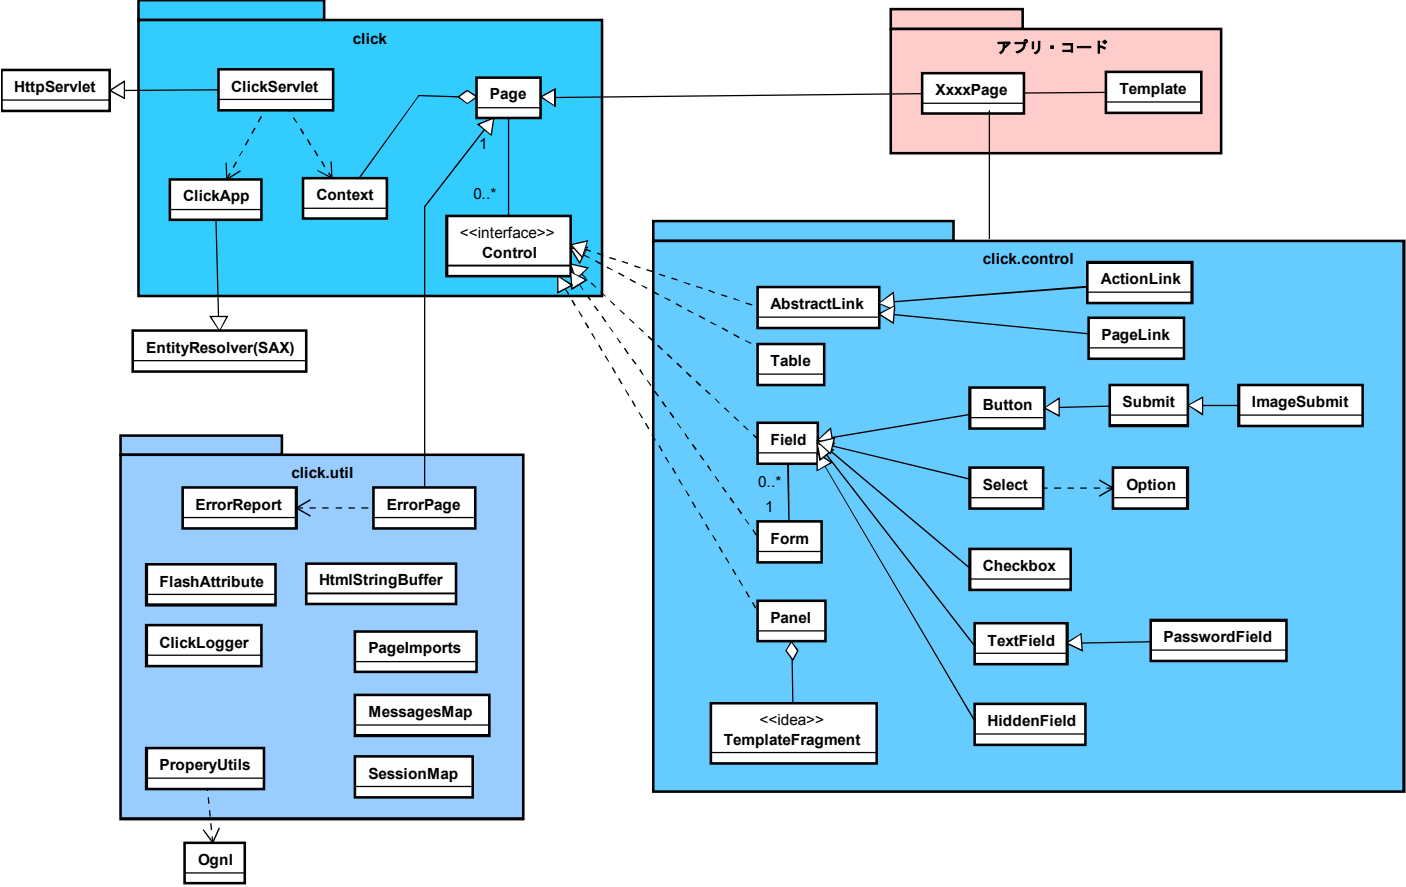 click
アプリ・コード
HttpServlet
ClickServlet
Page
XxxxPage
Template
1
ClickApp
Context
0..*
<<interface>>
Control
click.control
ActionLink
AbstractLink
PageLink
EntityResolver(SAX)
Table
Button
Submit
ImageSubmit
Field
click.util
0..*
Select
Option
ErrorReport
ErrorPage
1
Form
Checkbox
FlashAttribute
HtmlStringBuffer
Panel
ClickLogger
PageImports
TextField
PasswordField
MessagesMap
<<idea>>
TemplateFragment
HiddenField
ProperyUtils
SessionMap
Ognl